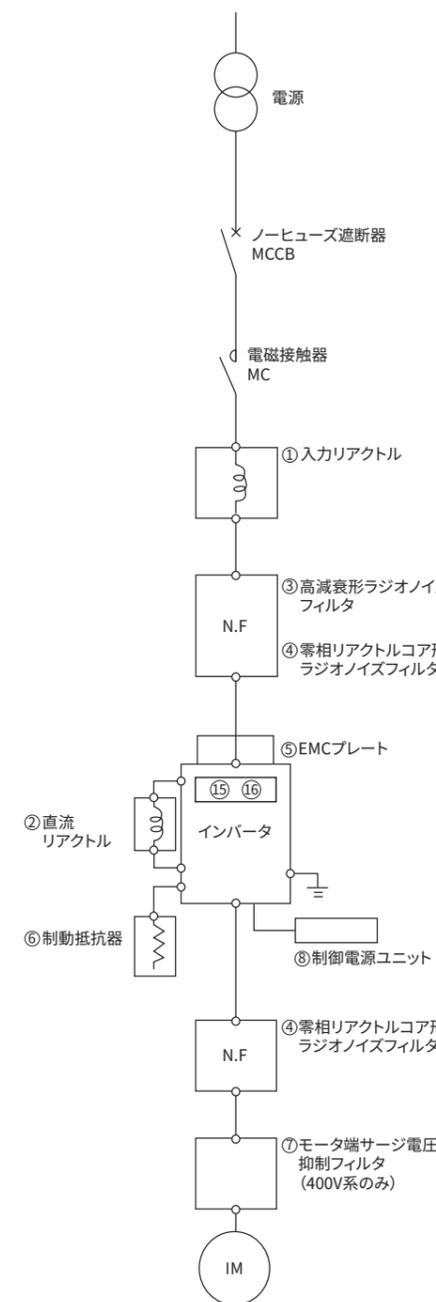 電源
ノーヒューズ遮断器
MCCB
電磁接触器
MC
①入力リアクトル
③高減衰形ラジオノイ
フィルタ
N.F
④零相リアクトルコア
ラジオノイズフィルタ
⑤EMCプレート
⑮ ⑯
インバータ
②直流
リアクトル
⑥制動抵抗器
⑧制御電源ユニット
④零相リアクトルコア
ラジオノイズフィルタ
N.F
⑦モータ端サージ電圧
抑制フィルタ
(400V系のみ)
IM